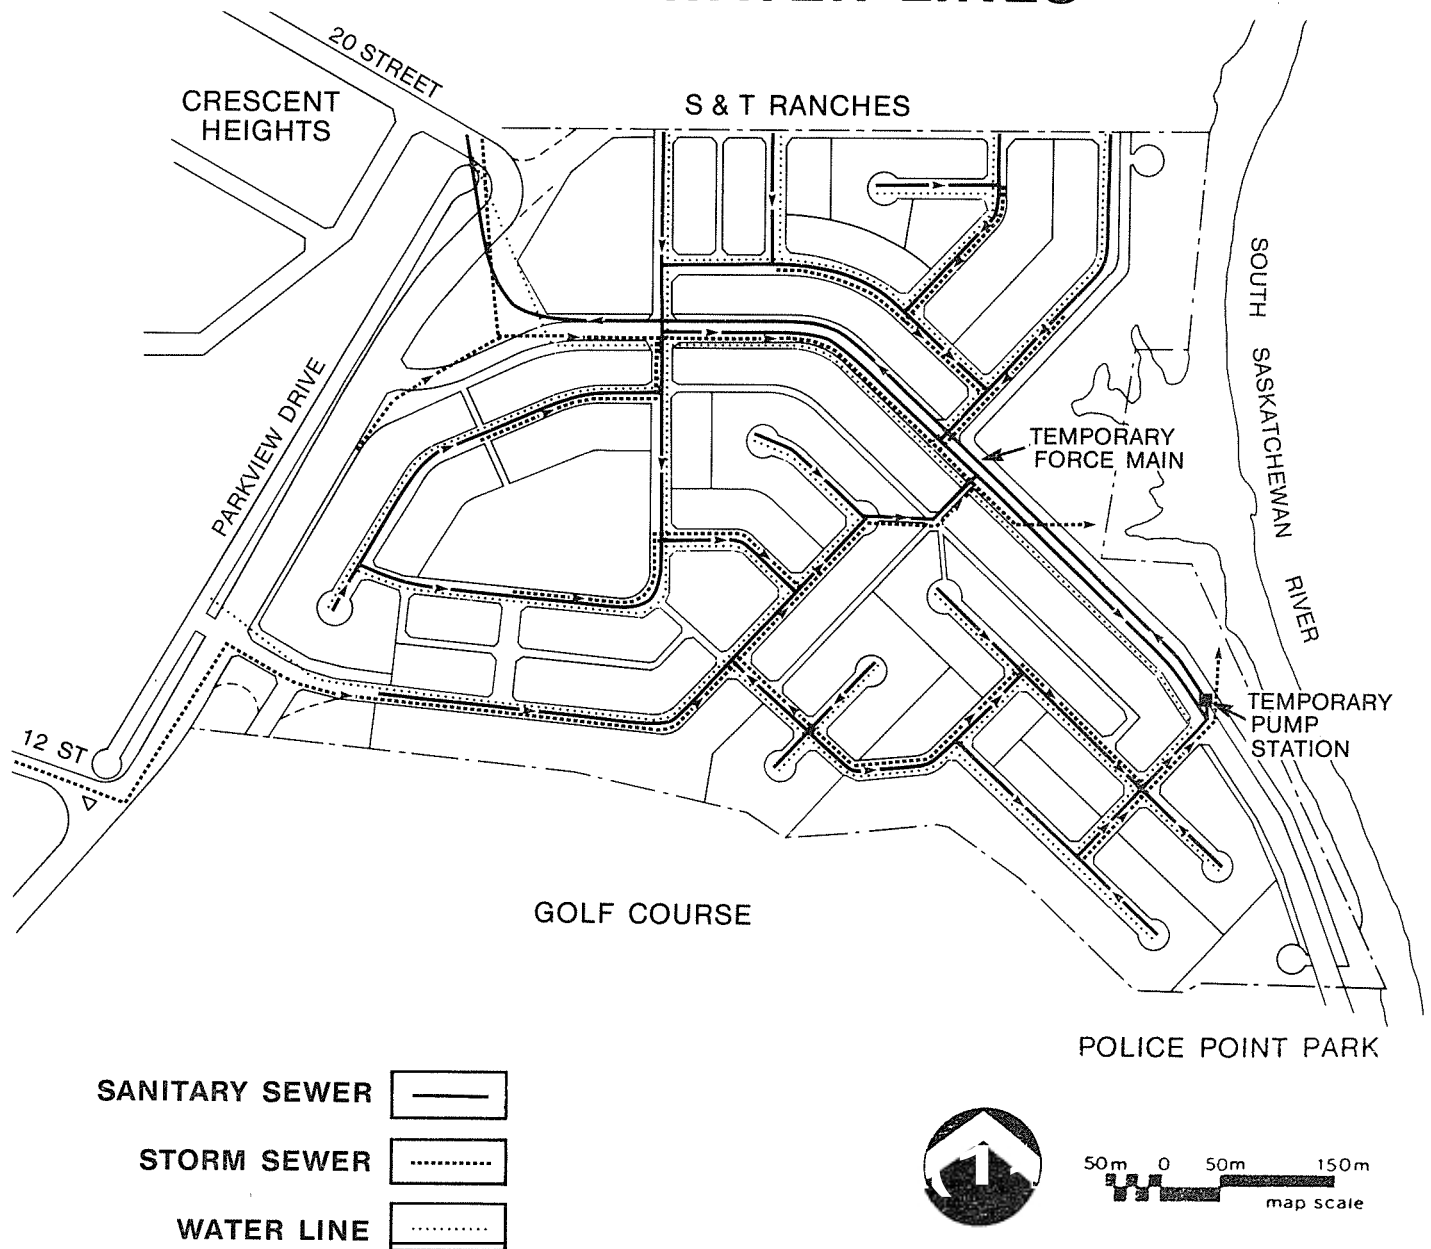 20 STREET
CRESCENT
HEIGHTS
S & T RANCHES
PARKVIEW DRIVE
SOUTH SASKATCHEWAN RIVER
TEMPORARY
FORCE MAIN
TEMPORARY
PUMP
STATION
12 ST
GOLF COURSE
POLICE POINT PARK
SANITARY SEWER
STORM SEWER
WATER LINE
50m 0 50m 150m
map scale